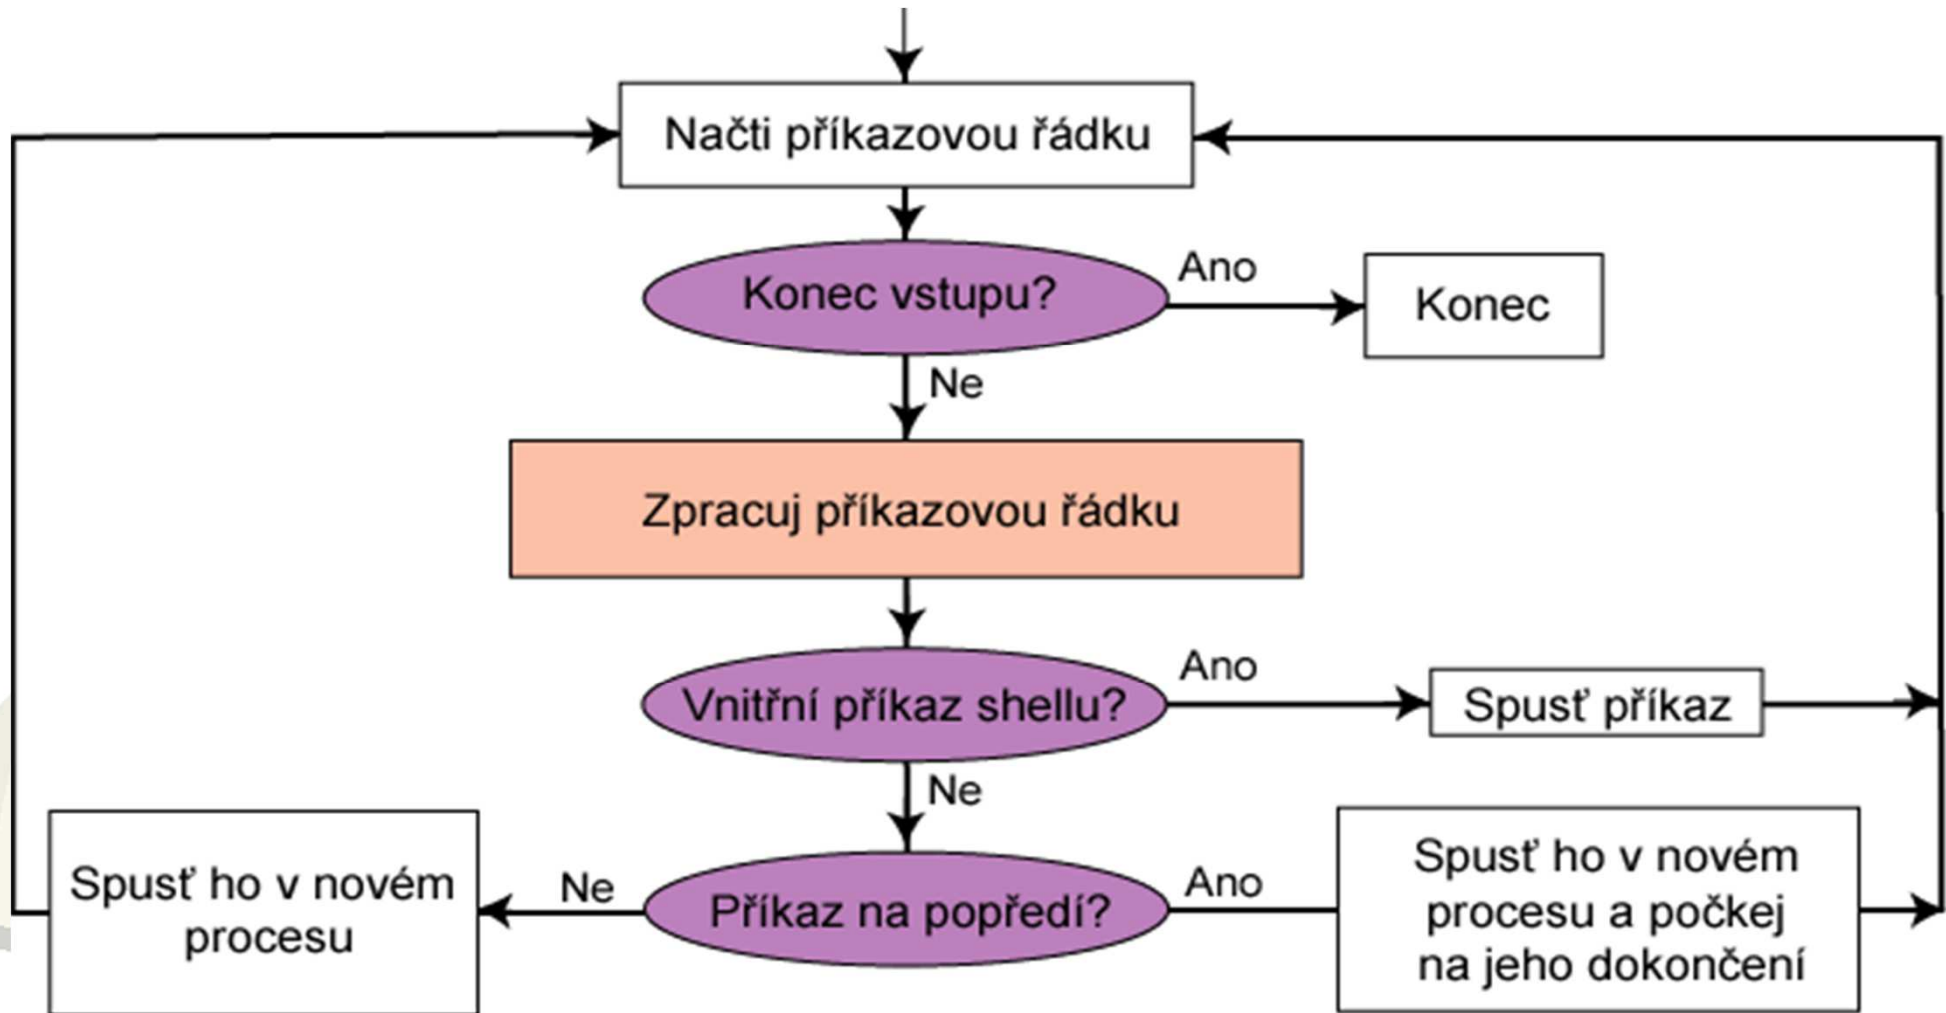 Načti příkazovou řádku
Konec vstupu?
Ano
Konec
Ne
Zpracuj příkazovou řádku
Vnitřní příkaz shellu?
Ano
Spusť příkaz
Ne
Spusť ho v novém
procesu
Ne
Příkaz na popředí?
Ano
Spusť ho v novém
procesu a počkej
na jeho dokončení